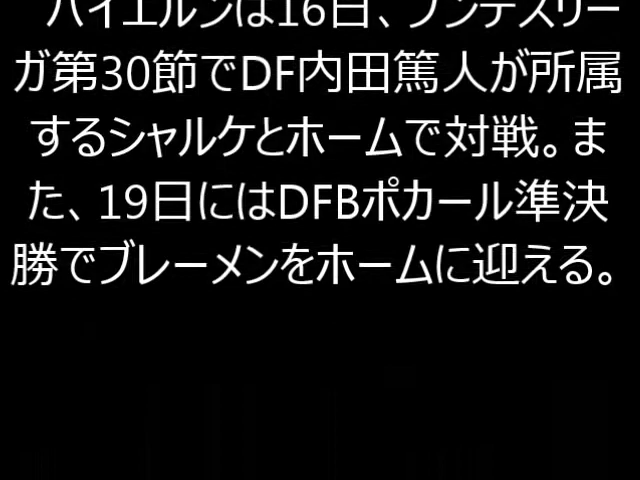 バイエルンは16日、ブンデスリー
ガ第30節でDF内田篤人が所属
するシャルケとホームで対戦。ま
た、19日にはDFBポカール準決
勝でブレーメンをホームに迎える。